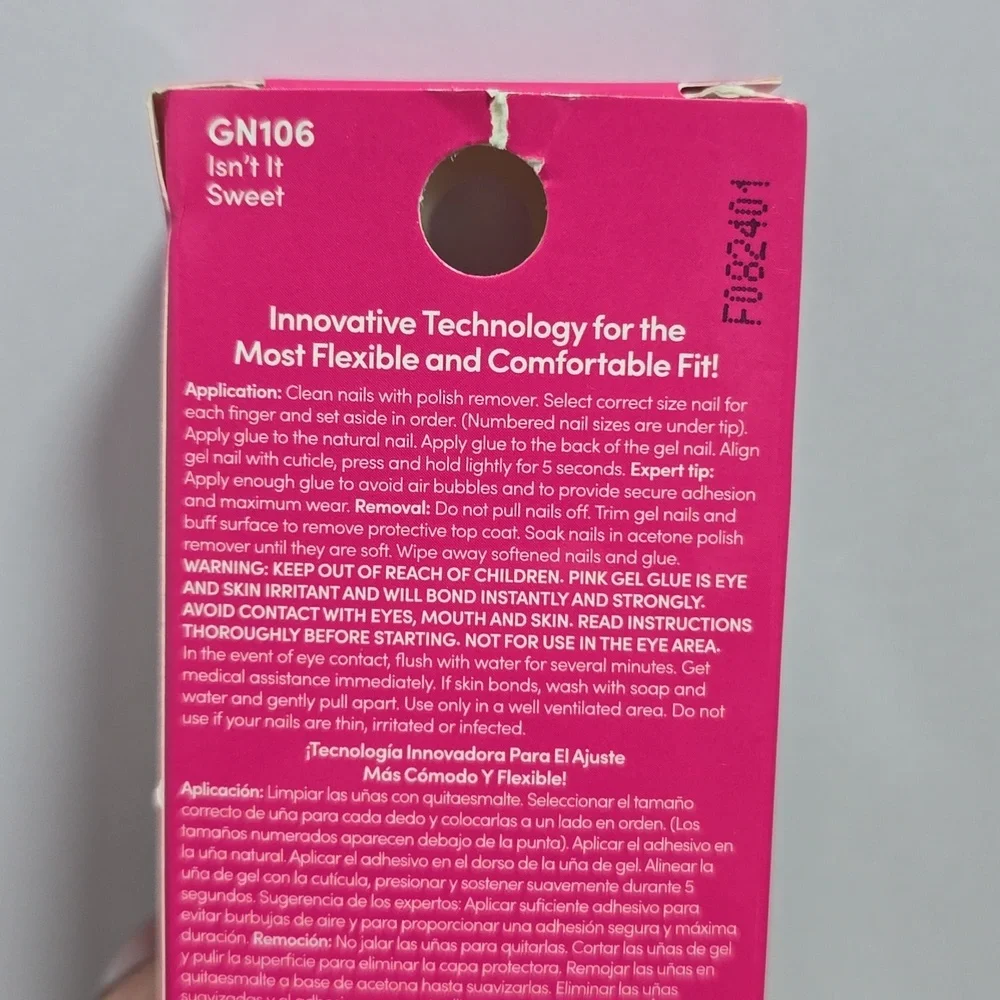 GN106
Isn't It
Sweet
F082401
Innovative Technology for the
Most Flexible and Comfortable Fit!
Application: Clean nails with polish remover. Select correct size nail for
each finger and set aside in order. (Numbered nail sizes are under tip).
Apply glue to the natural nail. Apply glue to the back of the gel nail. Align
gel nail with cuticle, press and hold lightly for 5 seconds. Expert tip:
Apply enough glue to avoid air bubbles and to provide secure adhesion
and maximum wear. Removal: Do not pull nails off. Trim gel nails and
buff surface to remove protective top coat. Soak nails in acetone polish
remover until they are soft. Wipe away softened nails and glue.
WARNING: KEEP OUT OF REACH OF CHILDREN. PINK GEL GLUE IS EYE
AND SKIN IRRITANT AND WILL BOND INSTANTLY AND STRONGLY.
AVOID CONTACT WITH EYES, MOUTH AND SKIN. READ INSTRUCTIONS
THOROUGHLY BEFORE STARTING. NOT FOR USE IN THE EYE AREA.
In the event of eye contact, flush with water for several minutes. Get
medical assistance immediately. If skin bonds, wash with soap and
water and gently pull apart. Use only in a well ventilated area. Do not
use if your nails are thin, irritated or infected.
¡Tecnología Innovadora Para El Ajuste
Más Cómodo Y Flexible!
Aplicación: Limpiar las uñas con quitaesmalte. Seleccionar el tamaño
correcto de uña para cada dedo y colocarlas a un lado en orden. (Los
tamaños numerados aparecen debajo de la punta). Aplicar el adhesivo en
la uña natural. Aplicar el adhesivo en el dorso de la uña de gel. Alinear la
uña de gel con la cutícula, presionar y sostener suavemente durante 5
segundos. Sugerencia de los expertos: Aplicar suficiente adhesivo para
evitar burbujas de aire y para proporcionar una adhesión segura y máxima
duración. Remoción: No jalar las uñas para quitarlas. Cortar las uñas de gel
y pulir la superficie para eliminar la capa protectora. Remojar las uñas en
quitaesmalte a base de acetona hasta suavizarlas. Eliminar las uñas
suavizadas y el